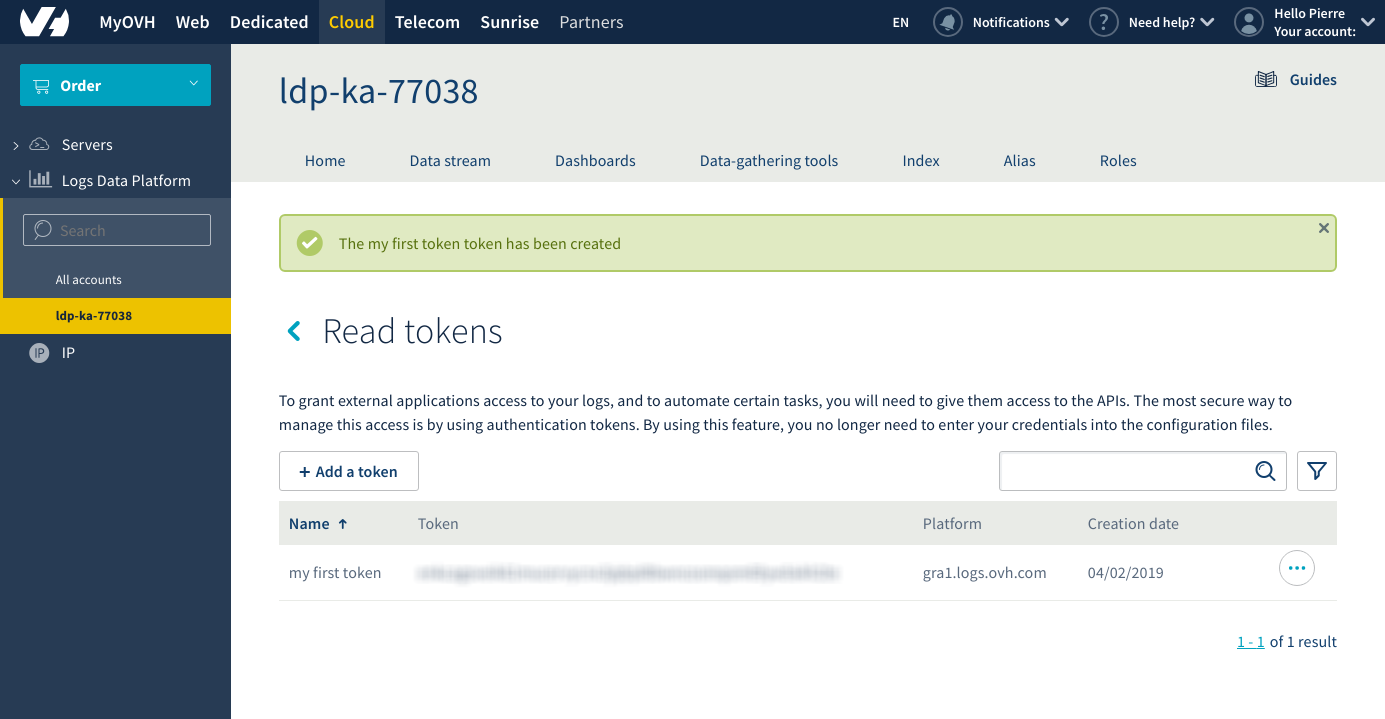 MyOVH Web Dedicated Cloud Telecom Sunrise Partners EN Notifications ? Need help? Hello Pierre
Your account:
Order
Servers
Logs Data Platform
Search
All accounts
ldp-ka-77038
IP IP
ldp-ka-77038
Guides
Home Data stream Dashboards Data-gathering tools Index Alias Roles
The my first token token has been created
Read tokens
To grant external applications access to your logs, and to automate certain tasks, you will need to give them access to the APIs. The most secure way to
manage this access is by using authentication tokens. By using this feature, you no longer need to enter your credentials into the configuration files.
+ Add a token
Name ↑ Token Platform Creation date
my first token gra1.logs.ovh.com 04/02/2019
1 - 1 of 1 result